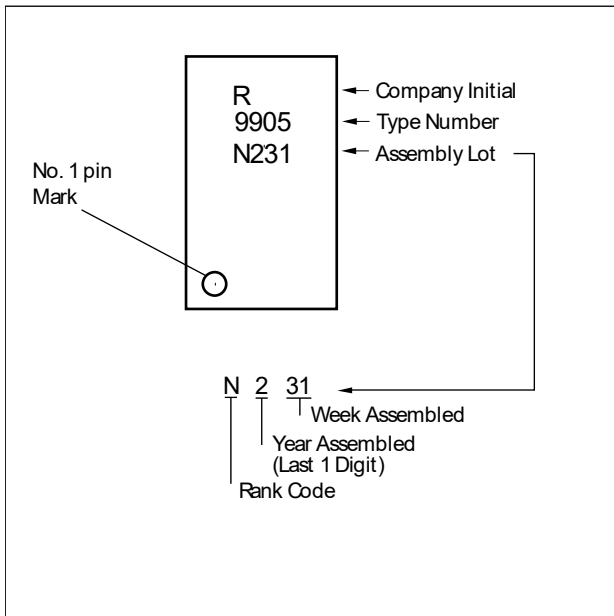 R
9905
N231
Company Initial
Type Number
Assembly Lot
No. 1 pin
Mark
N 2 31
Week Assembled
Year Assembled
(Last 1 Digit)
Rank Code